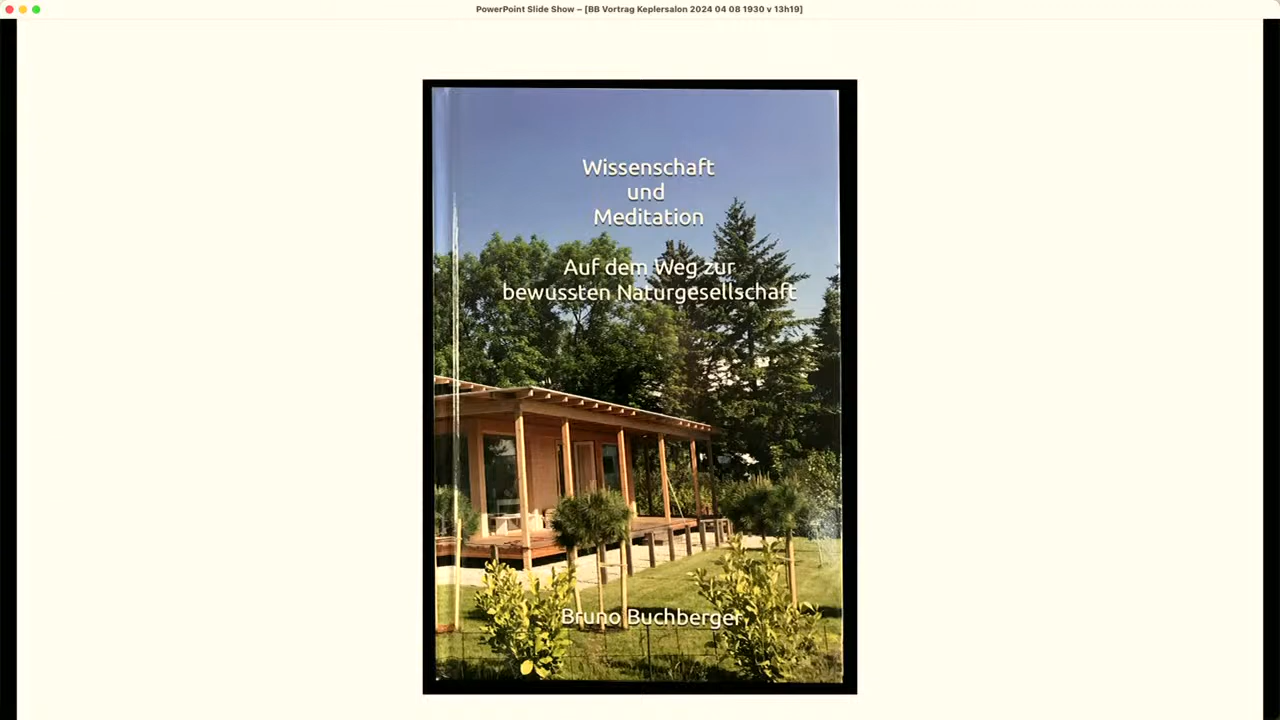 PowerPoint Slide Show – [BB Vortrag Keplersalon 2024 04 08 1930 v 13h19]
Wissenschaft
und
Meditation
Auf dem Weg zur
bewussten Naturgesellschaft
Bruno Buchberger